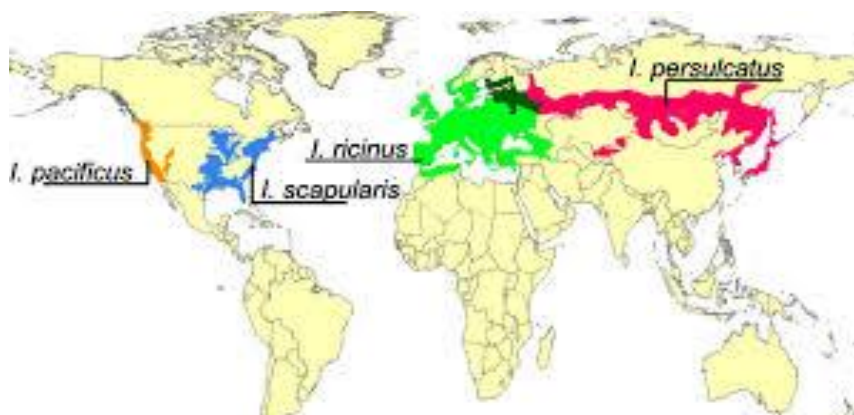 I. persulcatus
I. ricinus
I. pacificus
I. scapularis